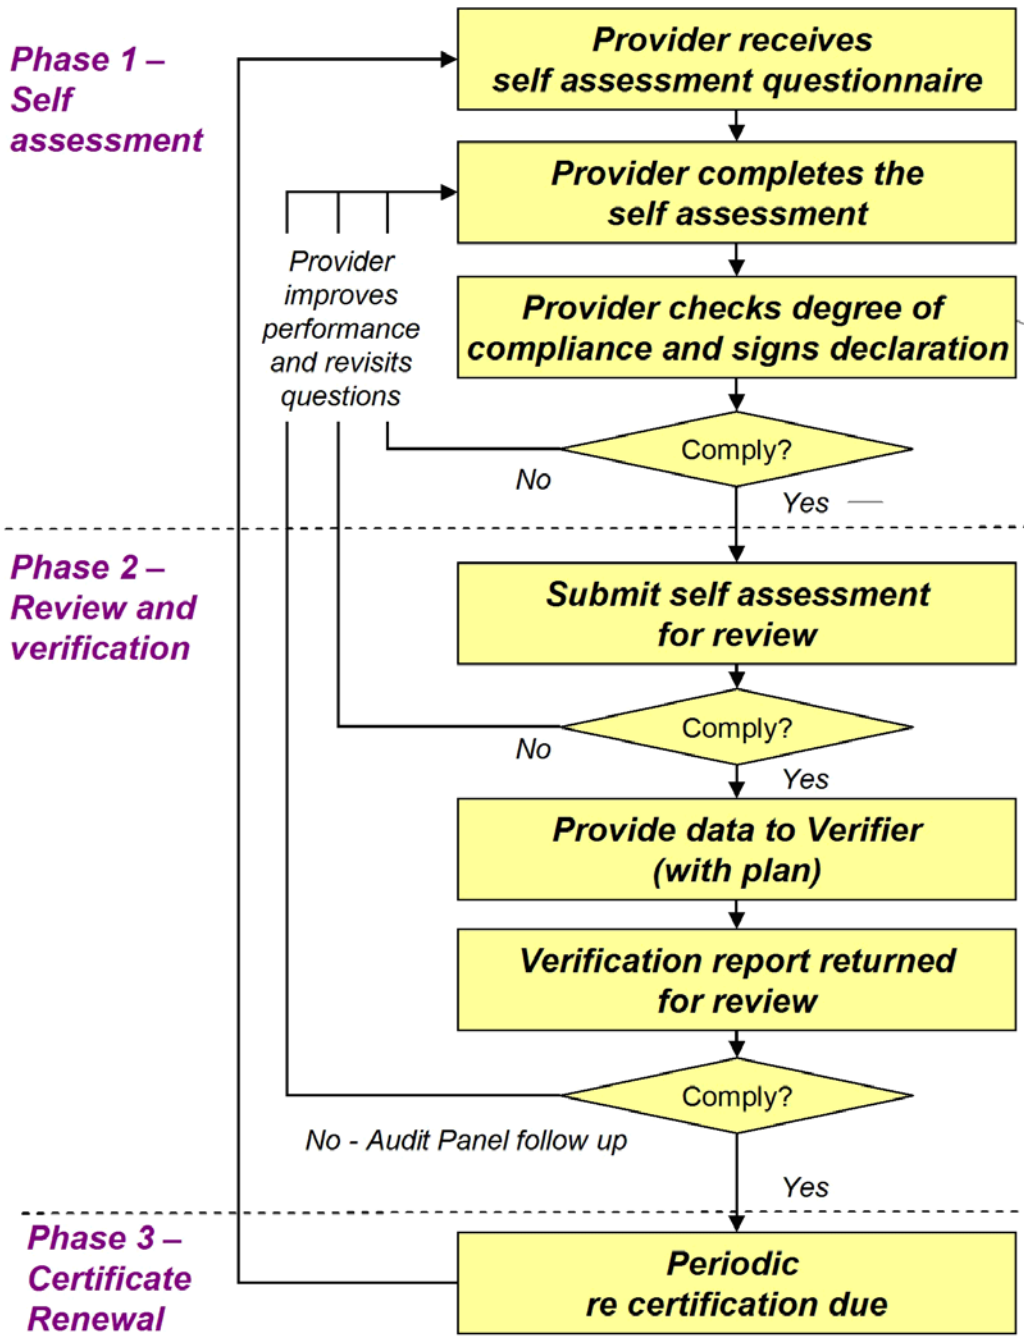 Phase 1 –
Self
assessment
Provider receives
self assessment questionnaire
Provider completes the
self assessment
Provider
improves
performance
and revisits
questions
Provider checks degree of
compliance and signs declaration
Comply?
No
Yes
Phase 2 –
Review and
verification
Submit self assessment
for review
Comply?
No
Yes
Provide data to Verifier
(with plan)
Verification report returned
for review
Comply?
No - Audit Panel follow up
Yes
Phase 3 –
Certificate
Renewal
Periodic
re certification due